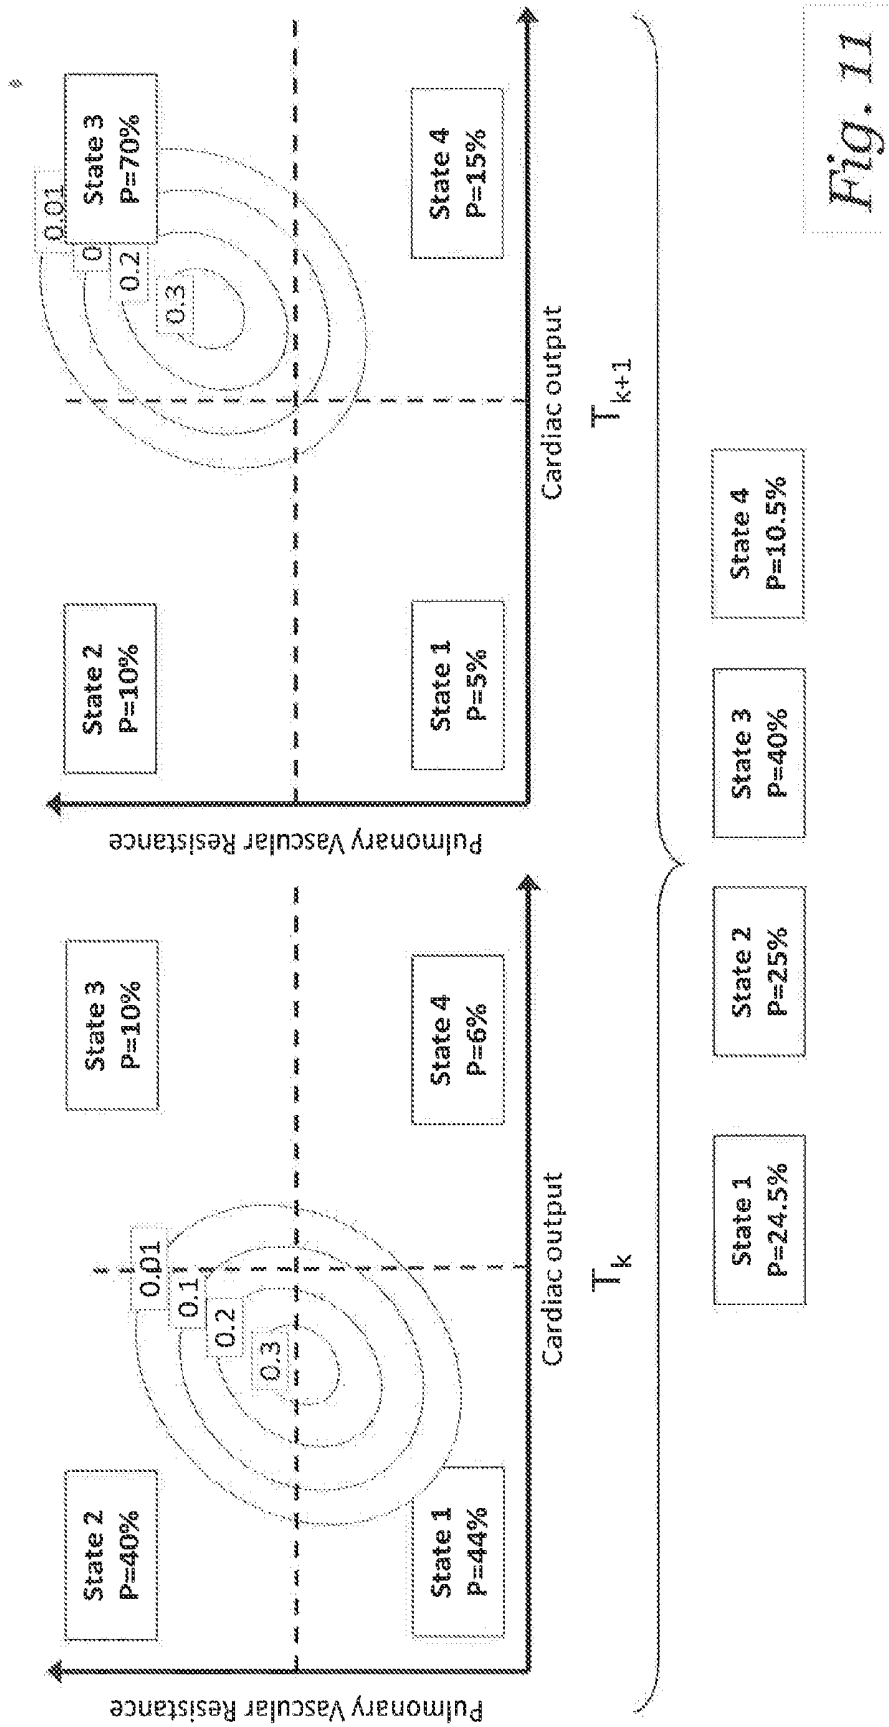 Pulmonary Vascular Resistance
State 2
P=40%
State 3
P=10%
0.01
0.1
0.2
0.3
State 1
P=44%
State 4
P=6%
Cardiac output
Tk
Pulmonary Vascular Resistance
State 2
P=10%
State 3
P=70%
0.01
0
0.2
0.3
State 1
P=5%
State 4
P=15%
Cardiac output
Tk+1
State 1
P=24.5%
State 2
P=25%
State 3
P=40%
State 4
P=10.5%
Fig. 11